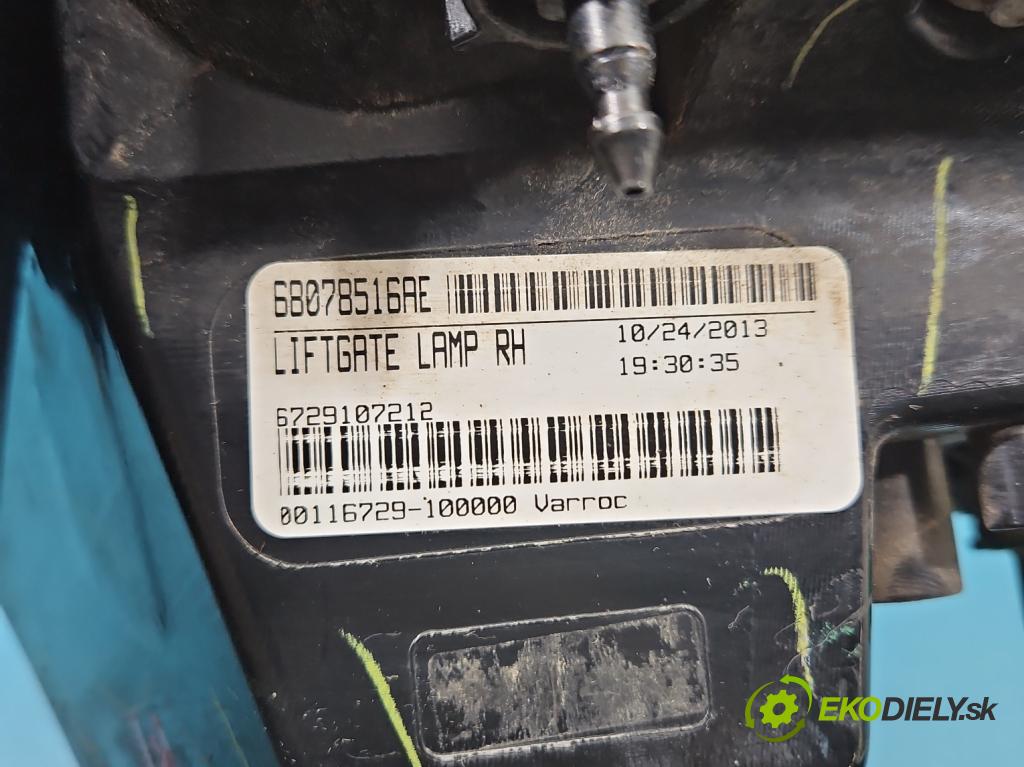 68078516AE
LIFTGATE LAMP RH
10/24/2013
19:30:35
6729107212
00116729-100000 Varroc
EKODIELY.sk